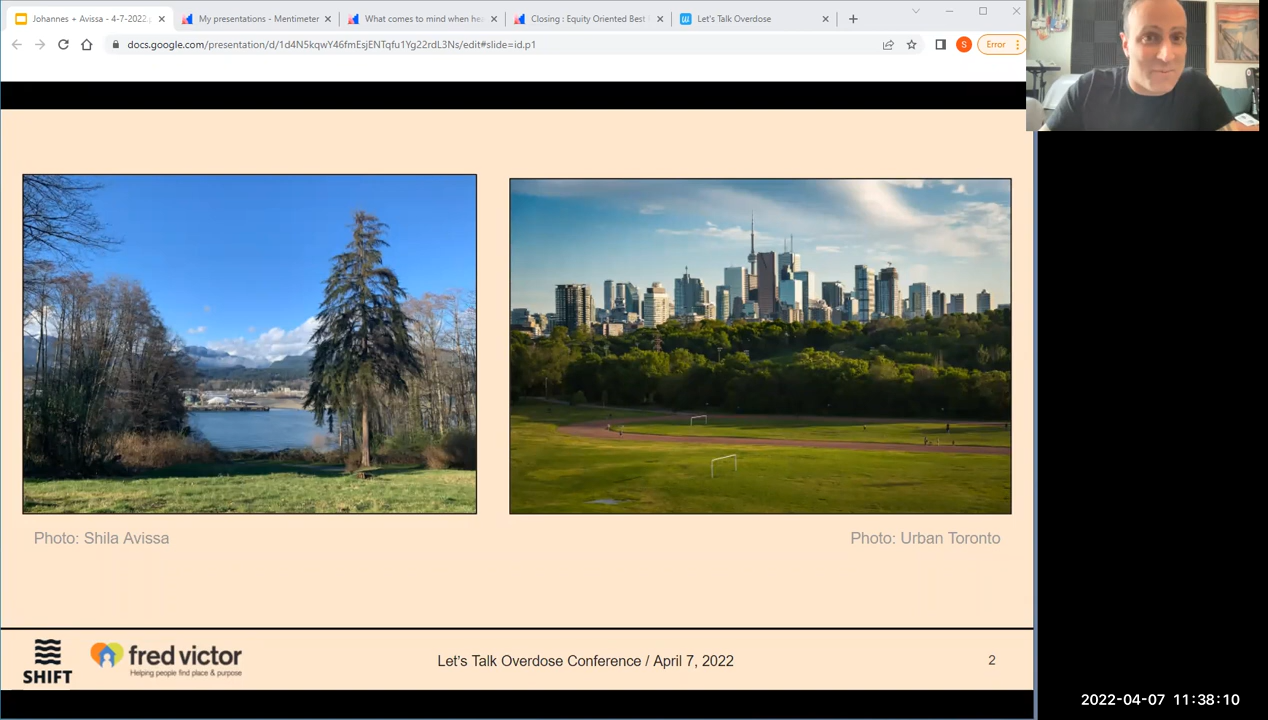 Johannes + Avissa - 4-7-2022.
My presentations - Mentimeter
What comes to mind when he
Closing : Equity Oriented Best
Let's Talk Overdose
docs.google.com/presentation/d/1d4N5kqwY46fmEsjENTqfu1Yg22rdL3Ns/edit#slide=id.p1
S
Error
Photo: Shila Avissa
Photo: Urban Toronto
SHIFT
fred victor
Helping people find place & purpose
Let's Talk Overdose Conference / April 7, 2022
2
2022-04-07 11:38:10